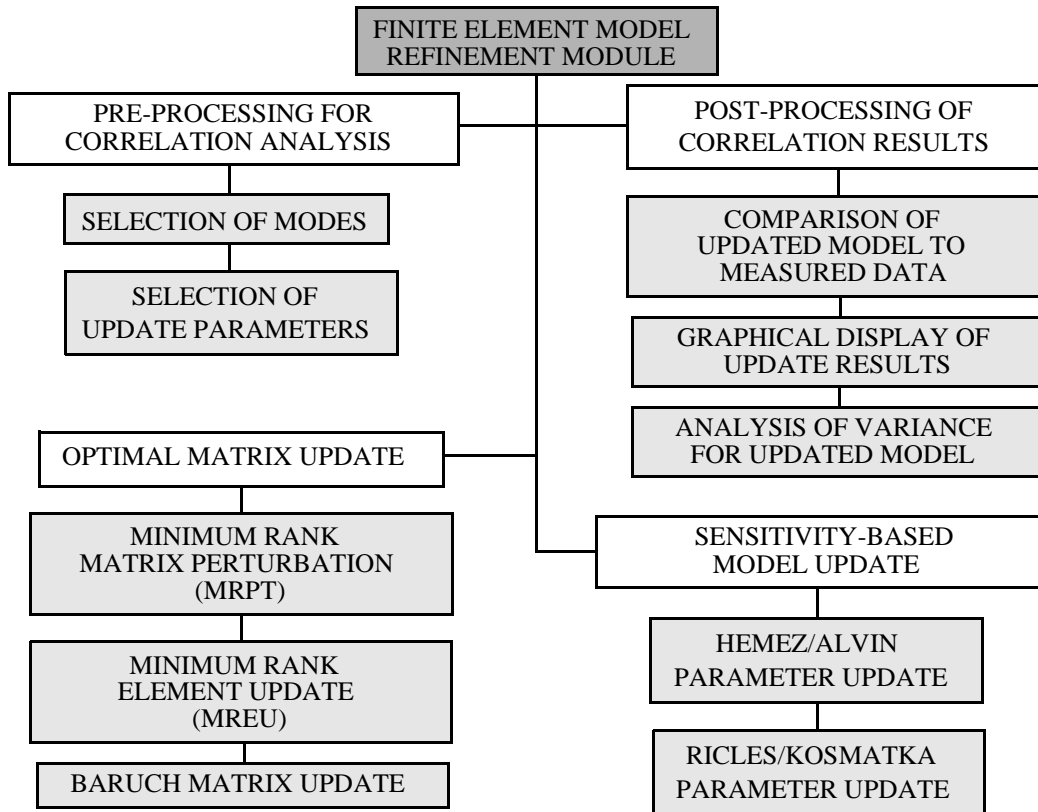 FINITE ELEMENT MODEL
REFINEMENT MODULE
PRE-PROCESSING FOR
CORRELATION ANALYSIS
SELECTION OF MODES
SELECTION OF
UPDATE PARAMETERS
POST-PROCESSING OF
CORRELATION RESULTS
COMPARISON OF
UPDATED MODEL TO
MEASURED DATA
GRAPHICAL DISPLAY OF
UPDATE RESULTS
ANALYSIS OF VARIANCE
FOR UPDATED MODEL
OPTIMAL MATRIX UPDATE
MINIMUM RANK
MATRIX PERTURBATION
(MRPT)
MINIMUM RANK
ELEMENT UPDATE
(MREU)
BARUCH MATRIX UPDATE
SENSITIVITY-BASED
MODEL UPDATE
HEMEZ/ALVIN
PARAMETER UPDATE
RICLES/KOSMATKA
PARAMETER UPDATE